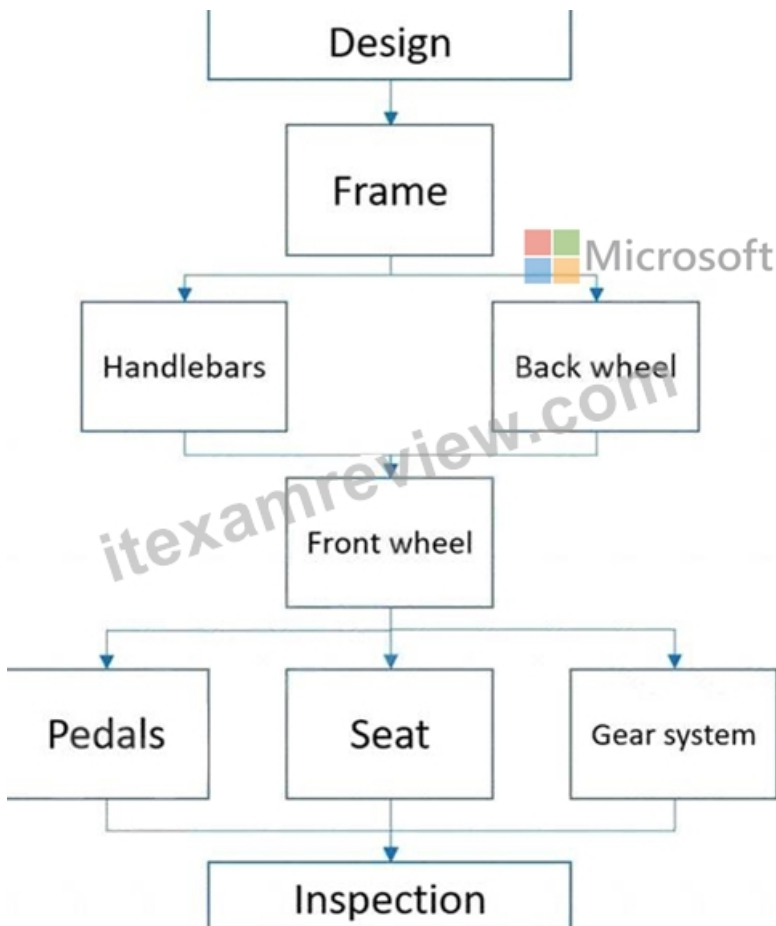 Design
Frame
Microsoft
Handlebars
Back wheel
itexamreview.com
Front wheel
Pedals
Seat
Gear system
Inspection